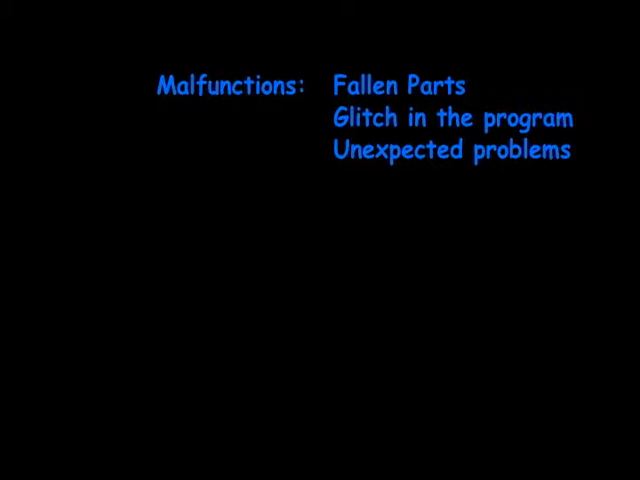 Malfunctions: Fallen Parts
Glitch in the program
Unexpected problems